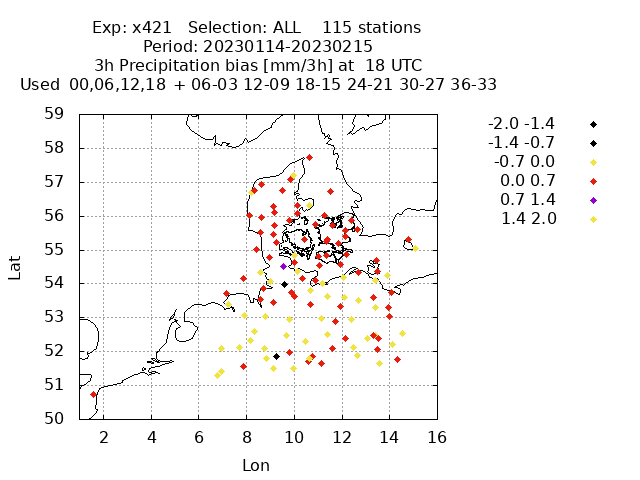 Exp: x421   Selection: ALL    115 stations
Period: 20230114-20230215
3h Precipitation bias [mm/3h] at  18 UTC
Used  00,06,12,18  + 06-03 12-09 18-15 24-21 30-27 36-33
-2.0 -1.4
-1.4 -0.7
-0.7 0.0
0.0 0.7
0.7 1.4
1.4 2.0
59
58
57
56
55
54
53
52
51
50
Lat
2 4 6 8 10 12 14 16
Lon